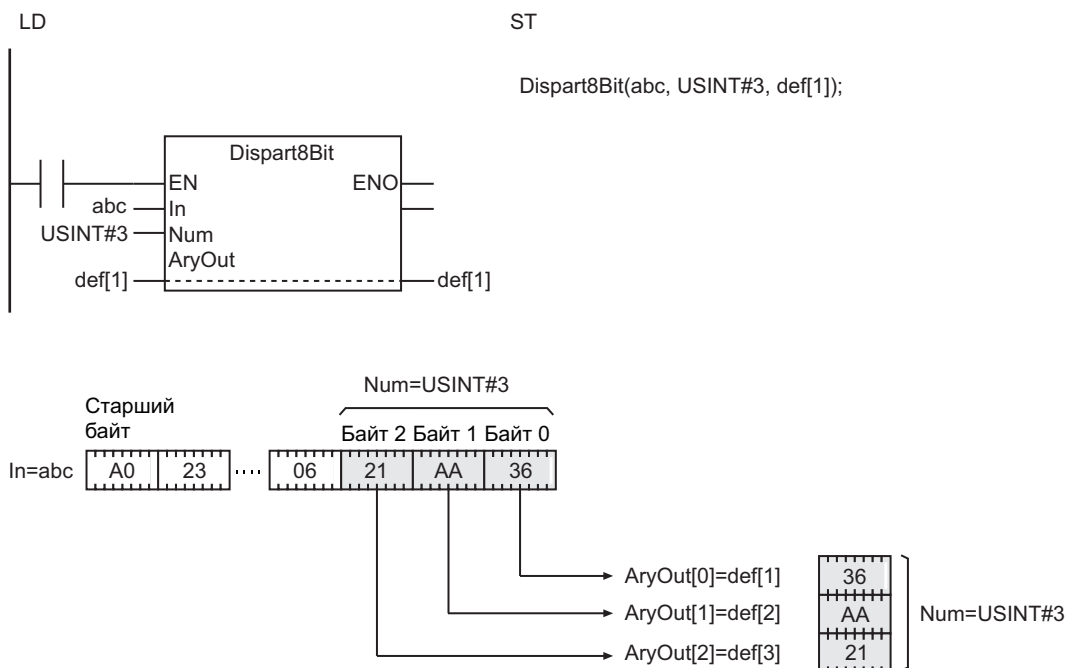 LD
ST
Dispart8Bit(abc, USINT#3, def[1]);
Dispart8Bit
EN ENO
abc In
USINT#3 Num
AryOut
def[1] def[1]
Num=USINT#3
Старший
байт
Байт 2 Байт 1 Байт 0
In=abc A0 23 06 21 AA 36
AryOut[0]=def[1] 36
AryOut[1]=def[2] AA Num=USINT#3
AryOut[2]=def[3] 21